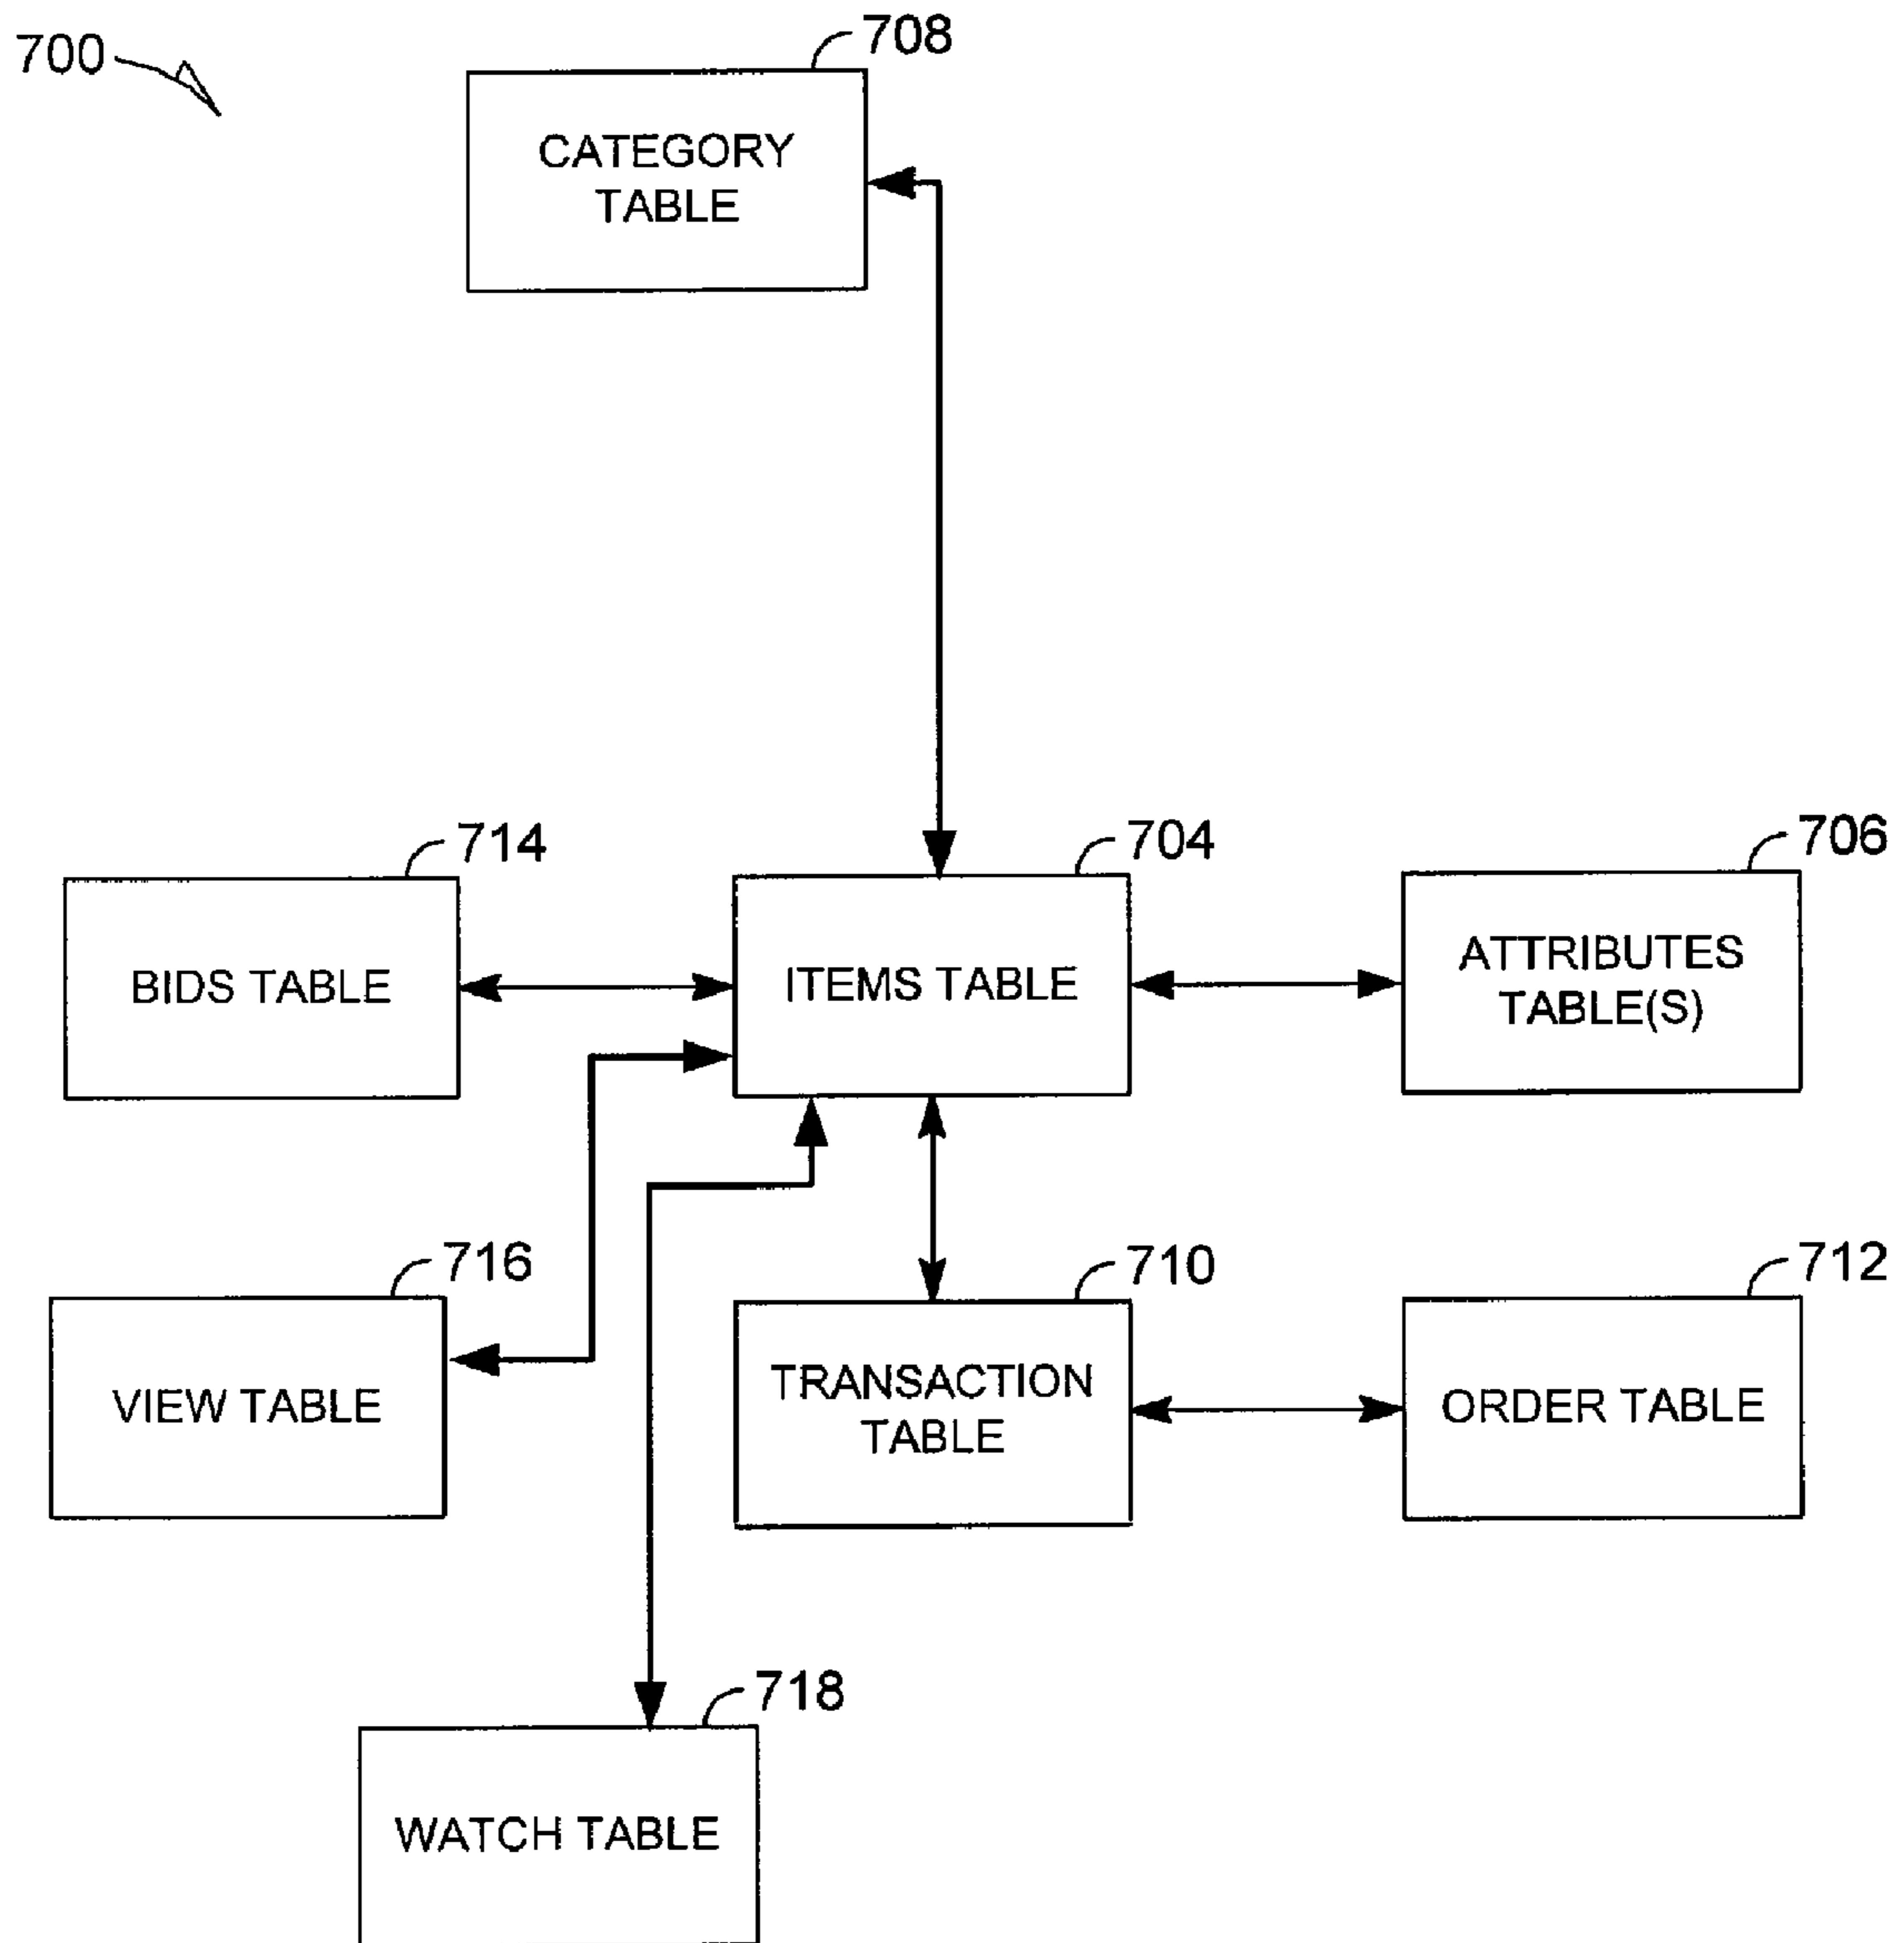 700
708
CATEGORY
TABLE
714
704
706
BIDS TABLE
ITEMS TABLE
ATTRIBUTES
TABLE(S)
716
710
712
VIEW TABLE
TRANSACTION
TABLE
ORDER TABLE
718
WATCH TABLE